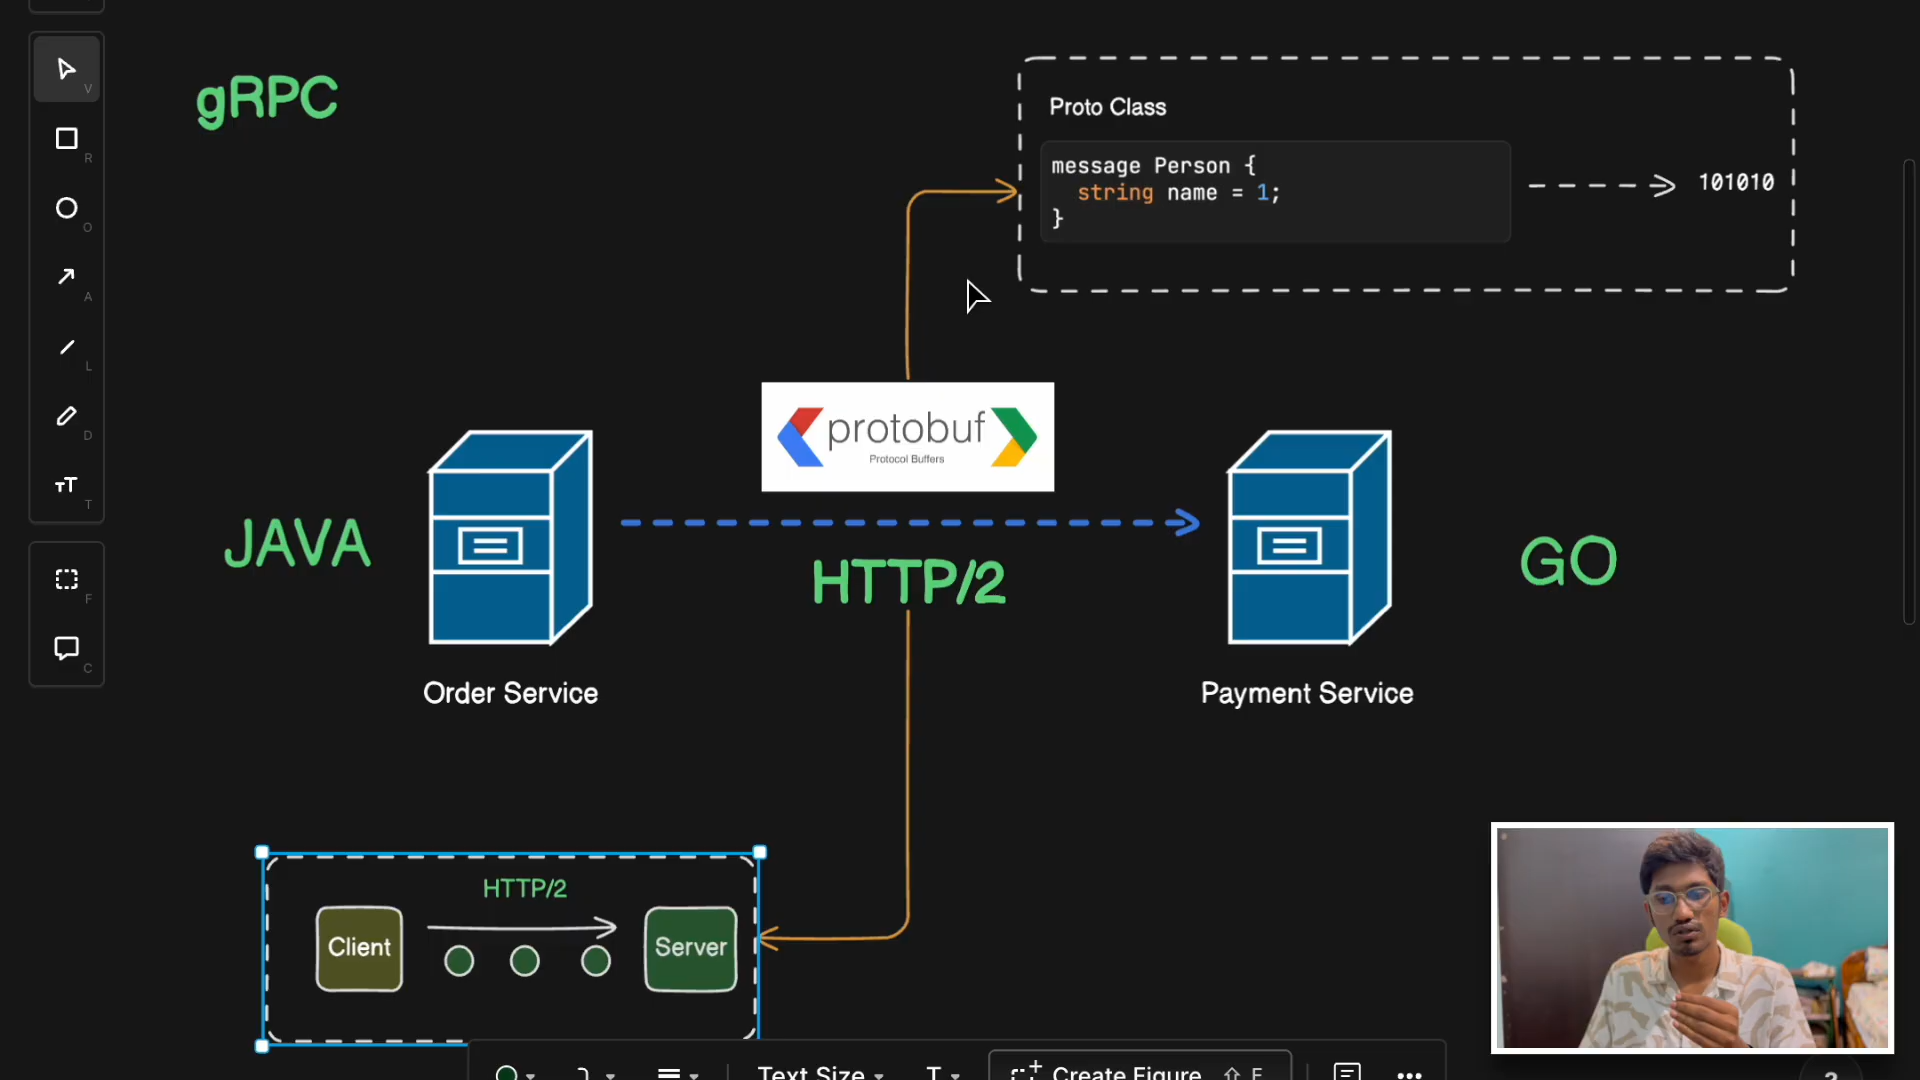 V
R
O
A
L
D
T
F
C
gRPC
Proto Class
message Person {
string name = 1;
}
101010
protobuf
Protocol Buffers
JAVA
HTTP/2
GO
Order Service
Payment Service
HTTP/2
Client
Server
Text Size
T
Create Figure
F